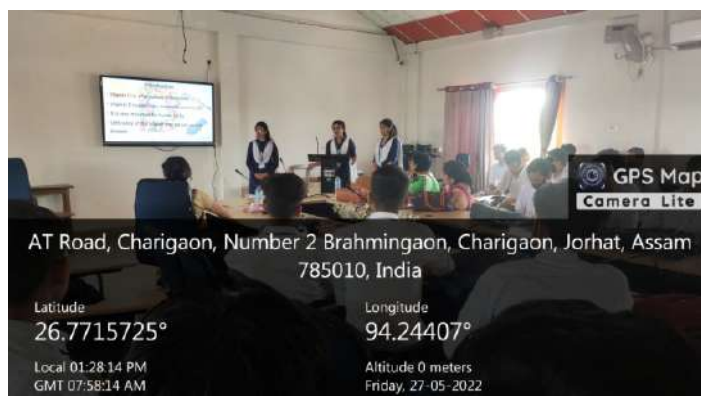 GPS Map
Camera Lite
AT Road, Charigaon, Number 2 Brahmingaon, Charigaon, Jorhat, Assam
785010, India
Latitude
26.7715725°
Longitude
94.24407°
Local 01:28:14 PM
GMT 07:58:14 AM
Altitude 0 meters
Friday, 27-05-2022